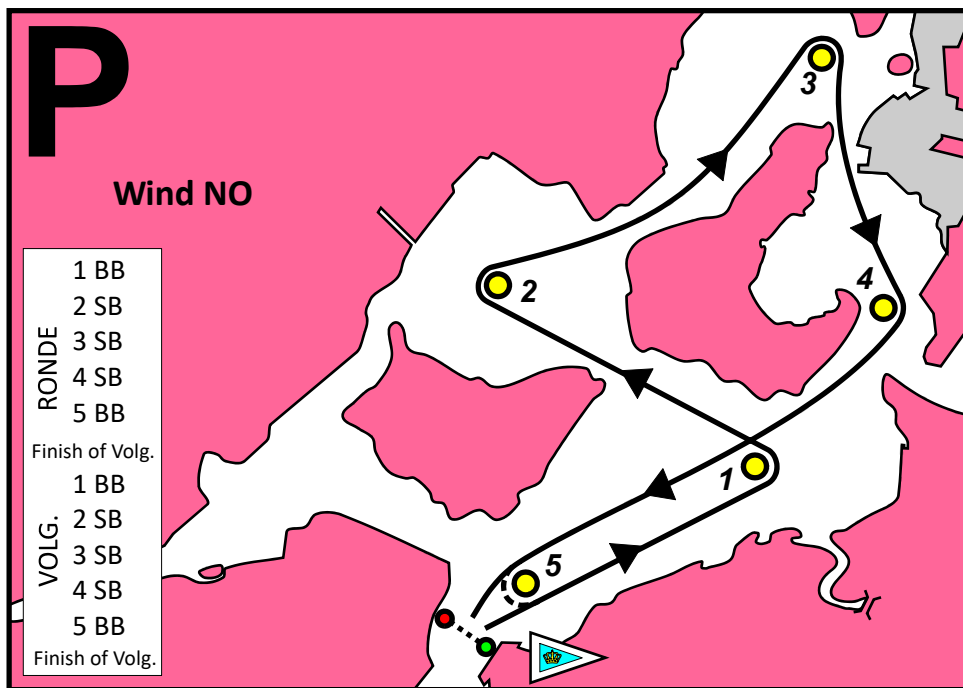 P
Wind NO
RONDE
1 BB
2 SB
3 SB
4 SB
5 BB
Finish of Volg.
VOLG.
1 BB
2 SB
3 SB
4 SB
5 BB
Finish of Volg.
3
2
4
1
5